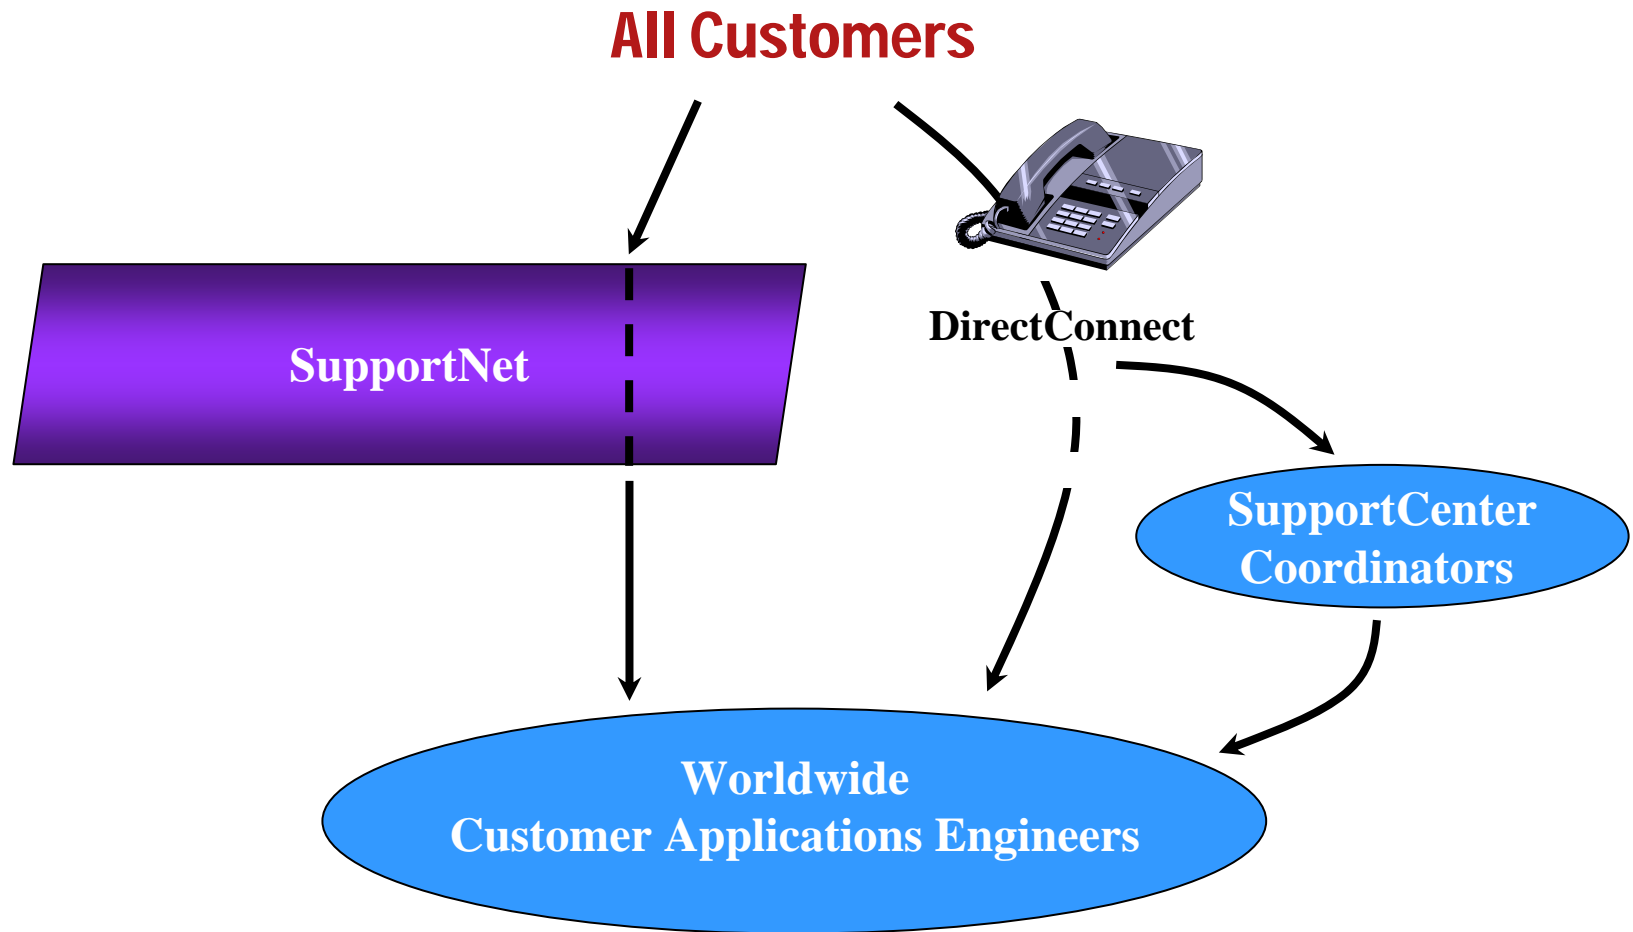 All Customers
DirectConnect
SupportNet
SupportCenter
Coordinators
Worldwide
Customer Applications Engineers